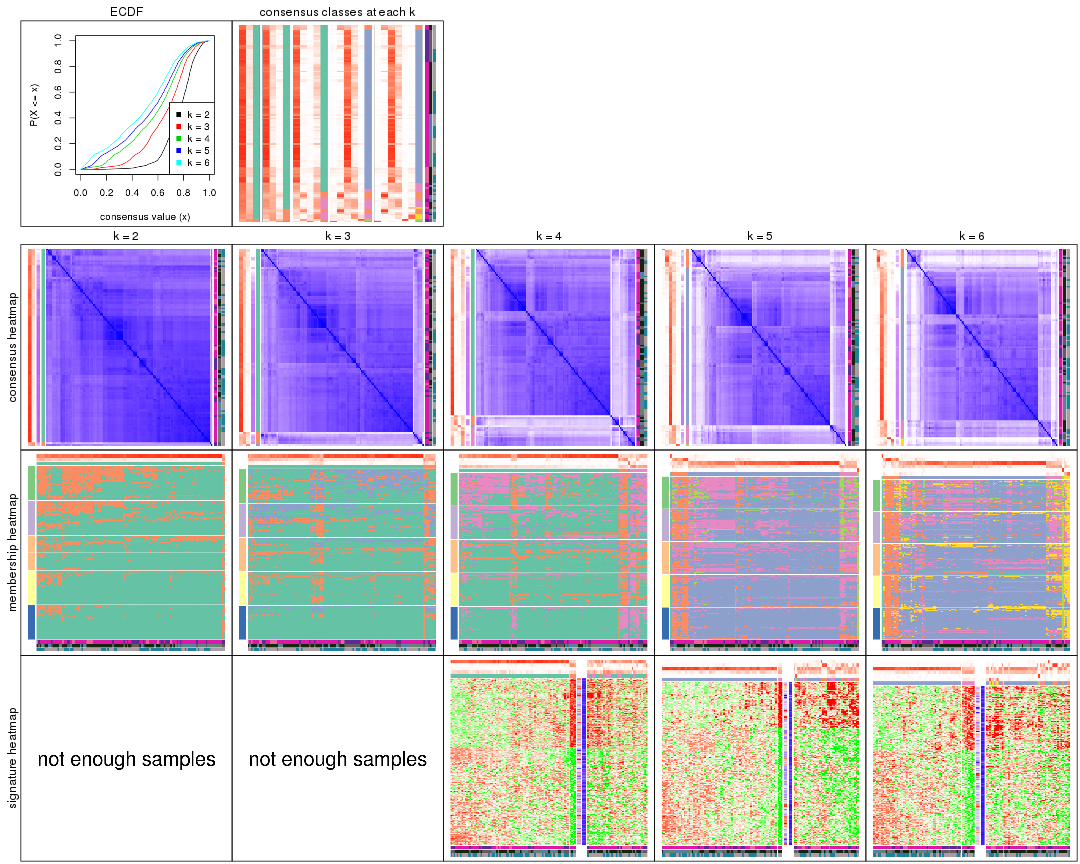 ECDF
consensus classes at each k
P(X <= x)
0.0
0.2
0.4
0.6
0.8
1.0
k = 2
k = 3
k = 4
k = 5
k = 6
0.0 0.2 0.4 0.6 0.8 1.0
consensus value (x)
k = 2
k = 3
k = 4
k = 5
k = 6
consensus heatmap
membership heatmap
signature heatmap
not enough samples
not enough samples